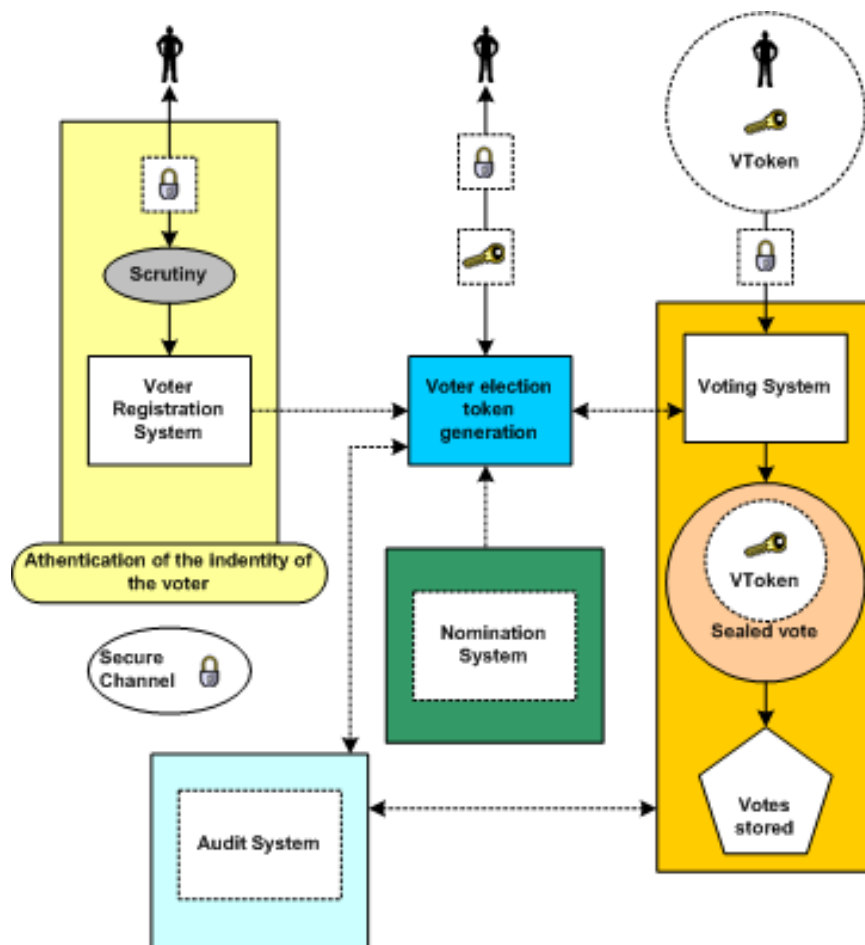 VToken
Scrutiny
Voter
Registration
System
Voter election
token
generation
Voting System
VToken
Sealed vote
Athentication of the indentity of
the voter
Nomination
System
Secure
Channel
Votes
stored
Audit System